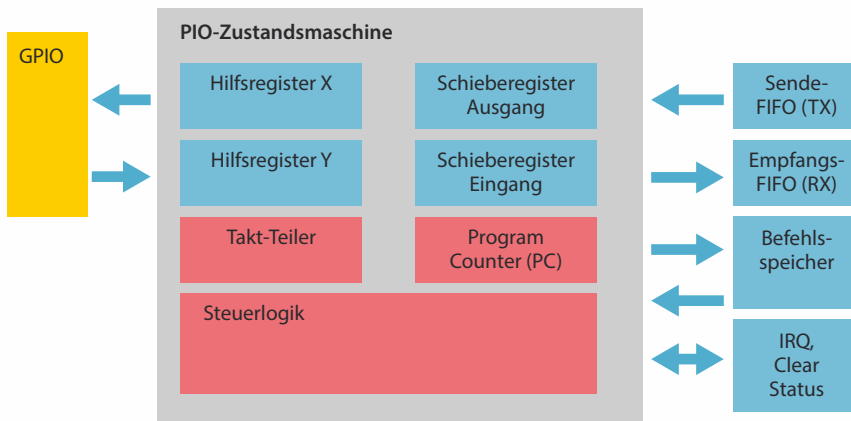 PIO-Zustandsmaschine
GPIO
Hilfsregister X
Schieberegister
Ausgang
Sende-
FIFO (TX)
Hilfsregister Y
Schieberegister
Eingang
Empfangs-
FIFO (RX)
Takt-Teiler
Program
Counter (PC)
Befehls-
speicher
Steuerlogik
IRQ,
Clear
Status